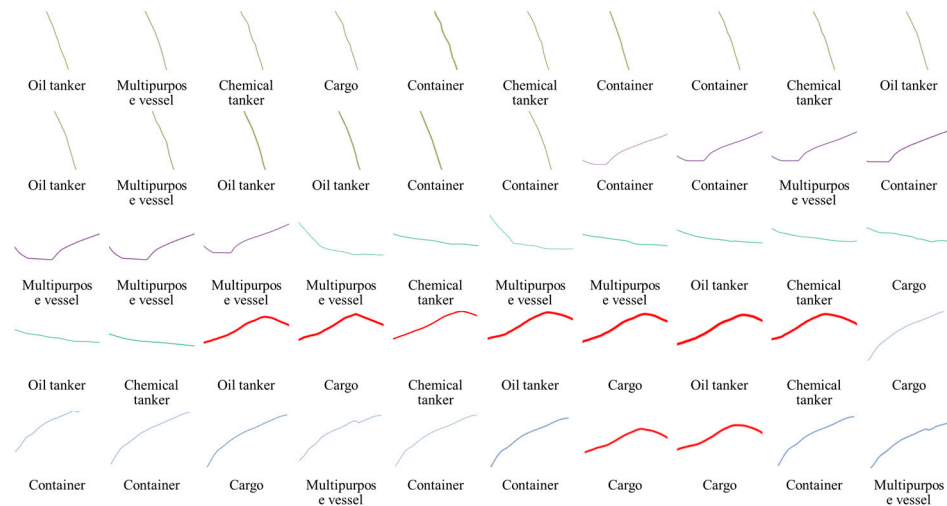 Oil tanker Multipurpos Chemical Cargo Container Chemical Container Container Chemical Oil tanker
e vessel tanker tanker tanker
Oil tanker Multipurpos Oil tanker Oil tanker Container Container Container Container Multipurpos Container
e vessel e vessel
Multipurpos Multipurpos Multipurpos Multipurpos Chemical Multipurpos Multipurpos Oil tanker Chemical Cargo
e vessel e vessel e vessel e vessel tanker e vessel e vessel tanker
Oil tanker Chemical Oil tanker Cargo Chemical Oil tanker Cargo Oil tanker Chemical Cargo
tanker tanker tanker
Container Container Cargo Multipurpos Container Container Cargo Cargo Container Multipurpos
e vessel e vessel